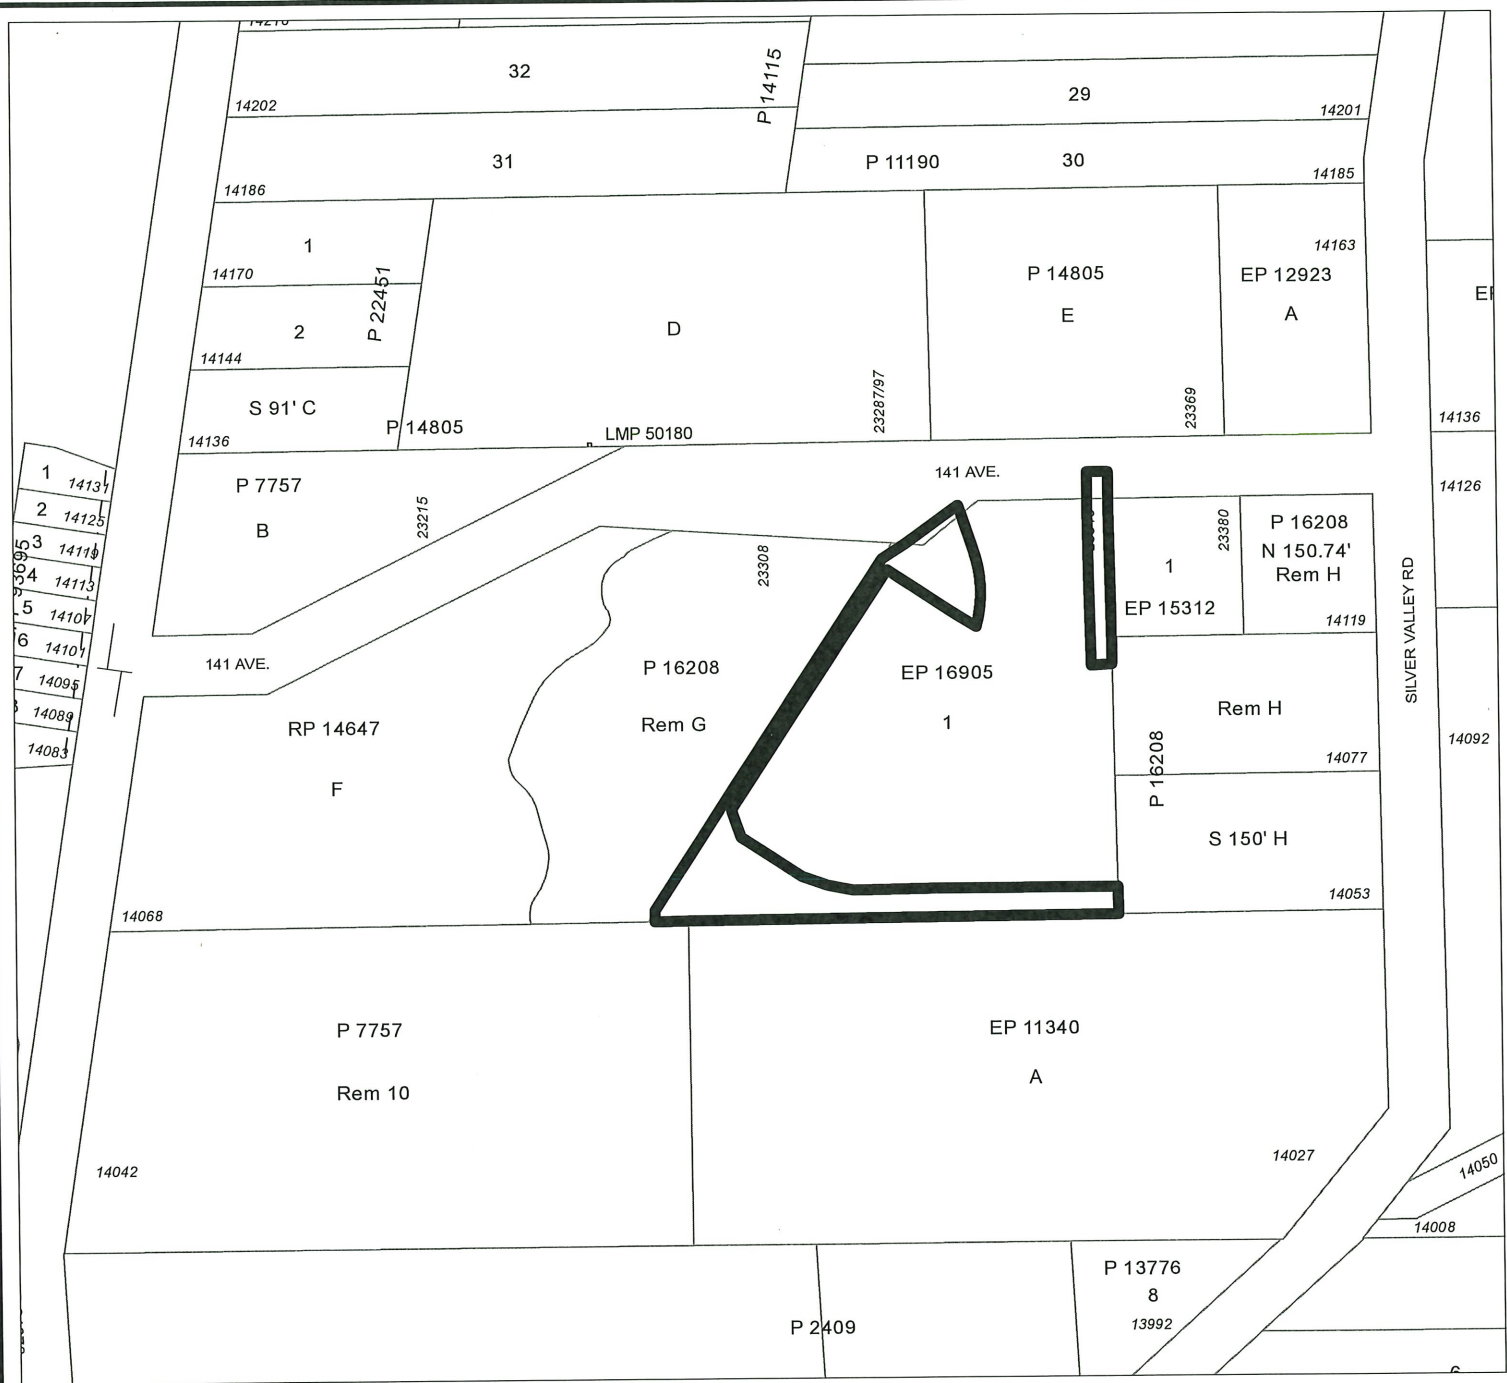 32
P 14115
29
14202
14201
31
P 11190
30
14186
14185
1
14170
P 22451
2
14144
S 91' C
14136
P 14805
D
23287/97
LMP 50180
P 14805
E
23369
14163
EP 12923
A
14136
14126
141 AVE.
1
14131
2
14125
3
14119
4
14113
5
14107
6
14101
7
14095
14089
14083
P 7757
B
23215
141 AVE.
23308
P 16208
Rem G
EP 16905
1
23380
1
EP 15312
P 16208
N 150.74'
Rem H
14119
SILVER VALLEY RD
RP 14647
F
14068
Rem H
14077
P 16208
S 150' H
14053
14092
P 7757
Rem 10
14042
EP 11340
A
14027
14050
14008
P 13776
8
13992
P 2409